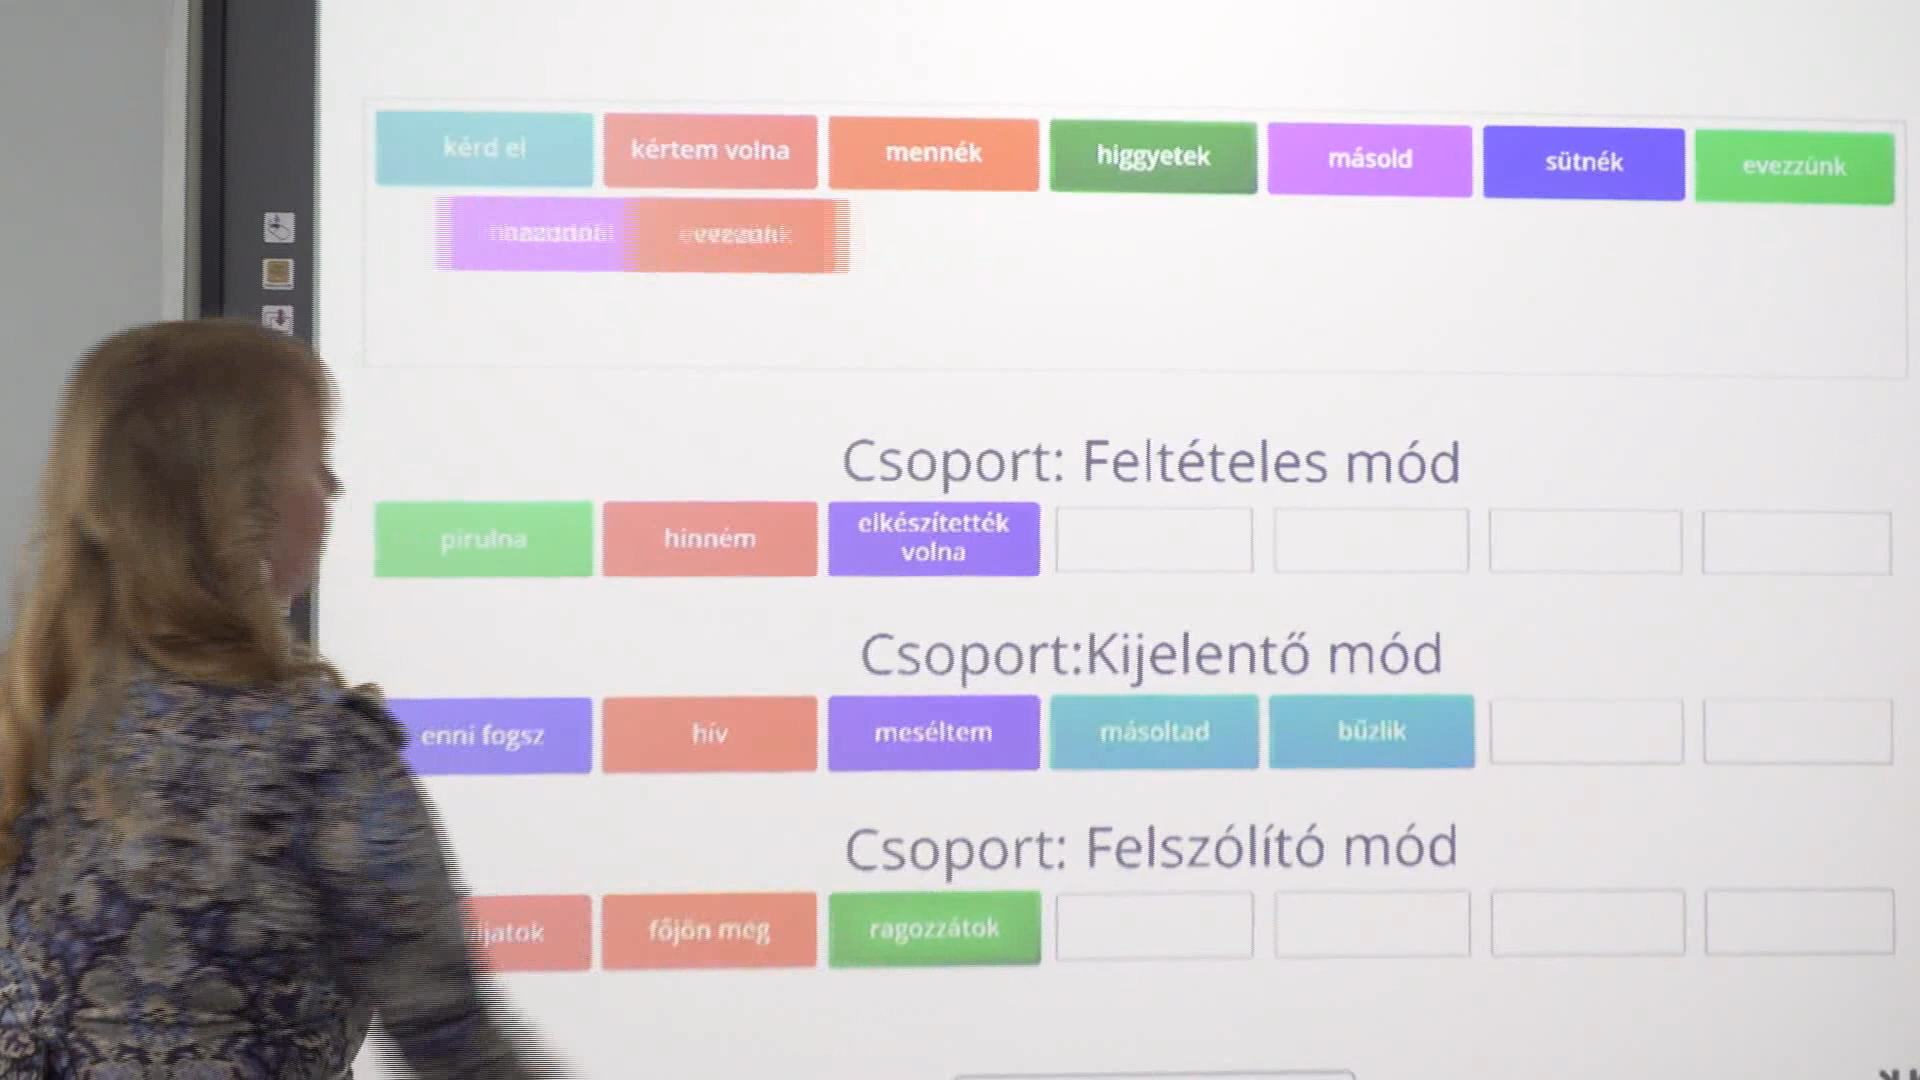 kérd el
kértem volna
mennék
higgyetek
másold
sütnék
evezzünk
Csoport: Feltételes mód
pirulna
hinném
elkészítették
volna
Csoport:Kijelentő mód
enni fogsz
hív
meséltem
másoltad
bűzlik
Csoport: Felszólító mód
főjön meg
ragozzátok